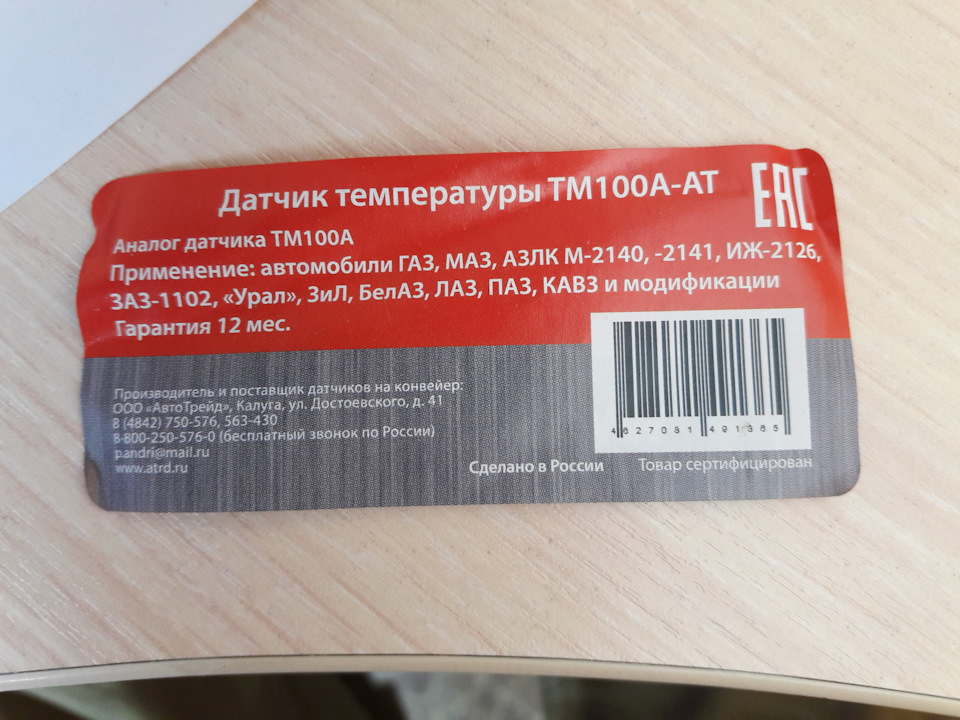 Датчик температуры ТМ100А-АТ
EAC
Аналог датчика ТМ100А
Применение: автомобили ГАЗ, МАЗ, АЗЛК М-2140, -2141, ИЖ-2126,
ЗАЗ-1102, «Урал», ЗиЛ, БелАЗ, ЛАЗ, ПАЗ, КАВЗ и модификации
Гарантия 12 мес.
Производитель и поставщик датчиков на конвейер:
ООО «АвтоТрейд», Калуга, ул. Достоевского, д. 41
8 (4842) 750-576, 563-430
8-800-250-576-0 (бесплатный звонок по России)
p.andri@mail.ru
www.atrd.ru
4627081491365
Сделано в России
Товар сертифицирован